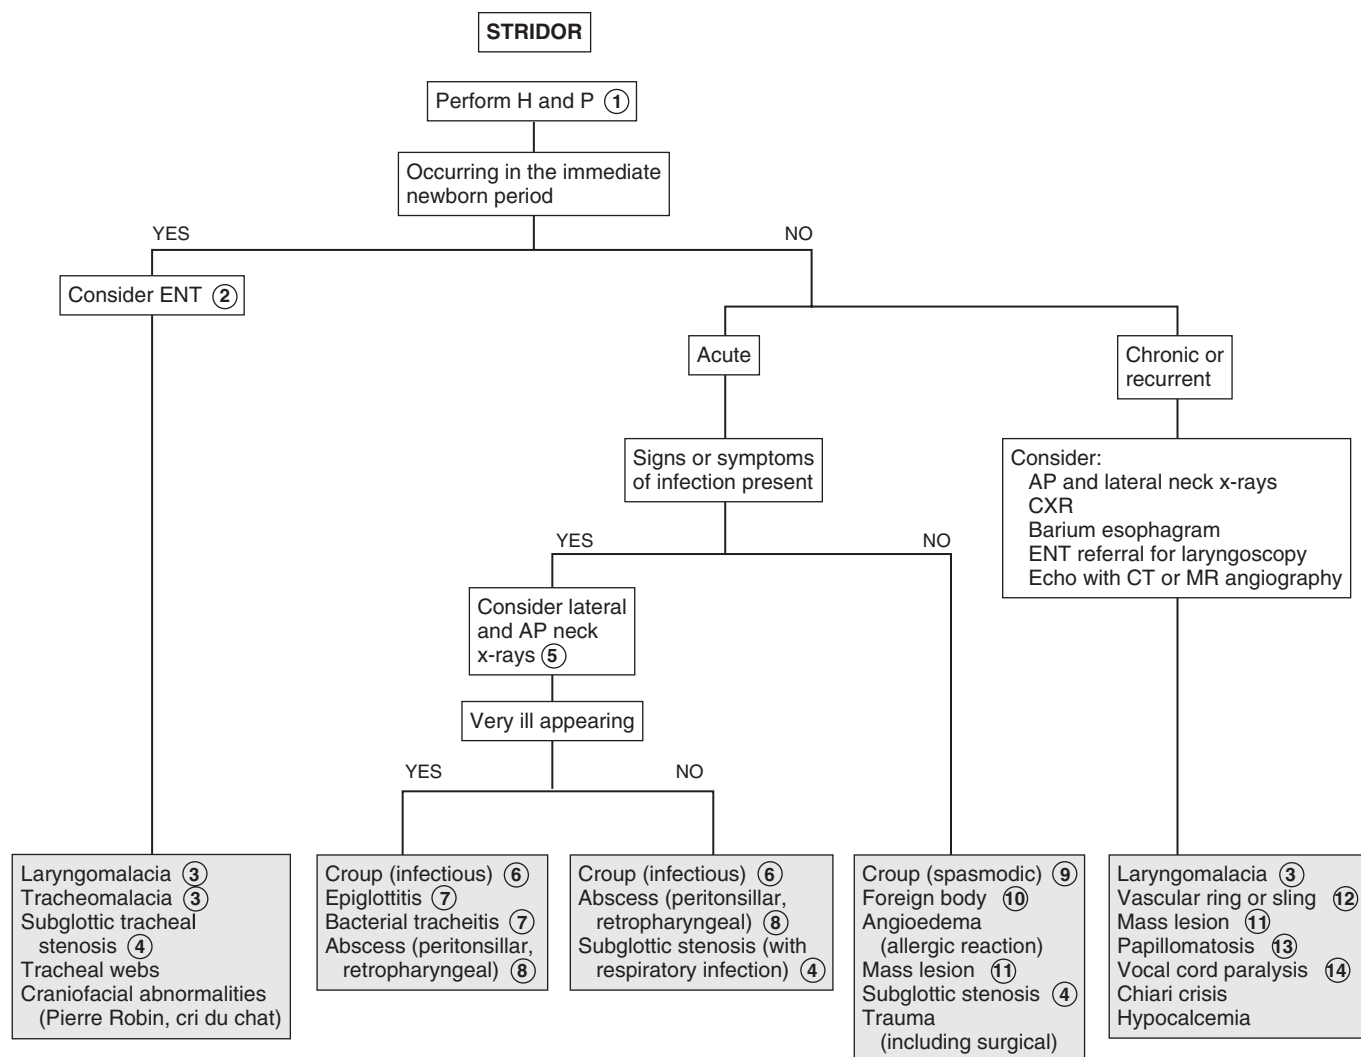 STRIDOR
Perform H and P 1
Occurring in the immediate
newborn period
YES
NO
Consider ENT 2
Acute
Chronic or
recurrent
Signs or symptoms
of infection present
Consider:
AP and lateral neck x-rays
CXR
Barium esophagram
ENT referral for laryngoscopy
Echo with CT or MR angiography
YES
NO
Consider lateral
and AP neck
x-rays 5
Very ill appearing
YES
NO
Laryngomalacia 3
Tracheomalacia 3
Subglottic tracheal
stenosis 4
Tracheal webs
Craniofacial abnormalities
(Pierre Robin, cri du chat)
Croup (infectious) 6
Epiglottitis 7
Bacterial tracheitis 7
Abscess (peritonsillar,
retropharyngeal) 8
Croup (infectious) 6
Abscess (peritonsillar,
retropharyngeal) 8
Subglottic stenosis (with
respiratory infection) 4
Croup (spasmodic) 9
Foreign body 10
Angioedema
(allergic reaction)
Mass lesion 11
Subglottic stenosis 4
Trauma
(including surgical)
Laryngomalacia 3
Vascular ring or sling 12
Mass lesion 11
Papillomatosis 13
Vocal cord paralysis 14
Chiari crisis
Hypocalcemia